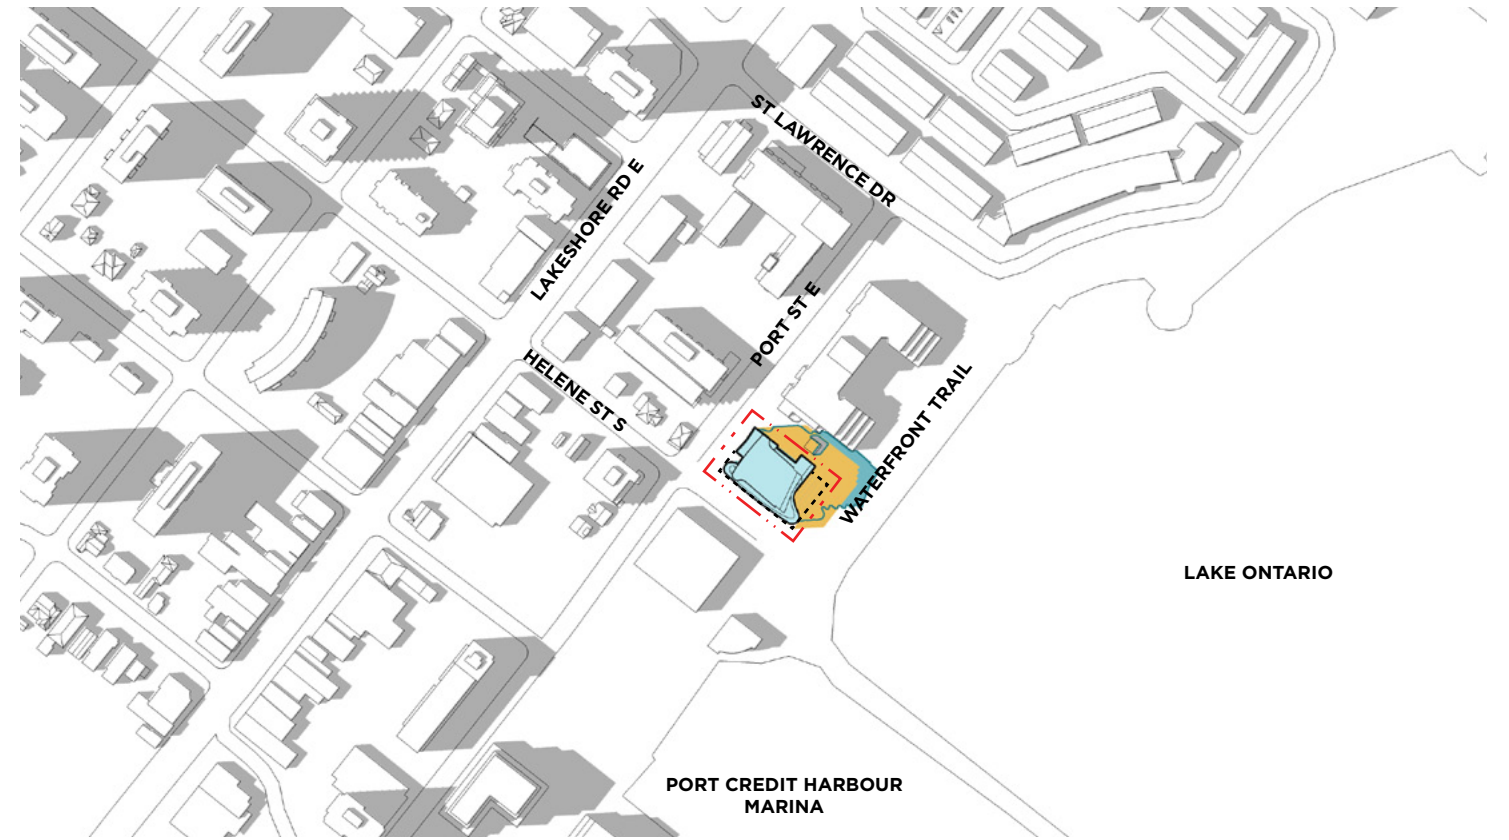 ST LAWRENCE DR
LAKESHORE RD E
PORT ST E
HELENE ST S
WATERFRONT TRAIL
LAKE ONTARIO
PORT CREDIT HARBOUR
MARINA